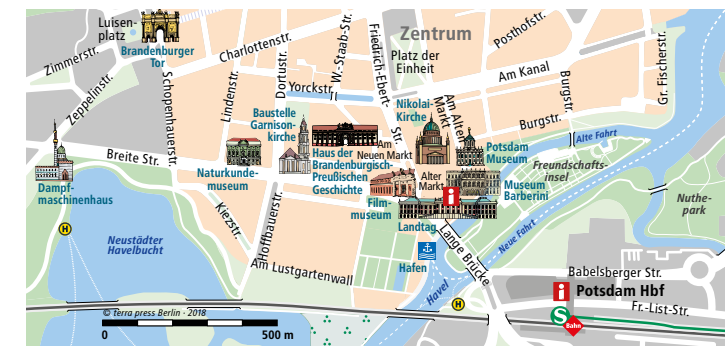 Luisen-
platz
Brandenburger
Tor
Zimmerstr.
Zeppelinstr.
Schopenhauerstr.
Charlottenstr.
Lindenstr.
Dortustr.
W.-Staab-Str.
Friedrich-Ebert-
Str.
Yorckstr.
Zentrum
Platz der
Einheit
Posthofstr.
Am Kanal
Gr. Fischerstr.
Burgstr.
Burgstr.
Am Alten
Markt
Nikolai-
Kirche
Baustelle
Garnison-
kirche
Haus der
Brandenburgisch-
Preußischen
Geschichte
Am
Neuen Markt
Alte Fahrt
Potsdam
Museum
Freundschafts-
insel
Breite Str.
Dampf-
maschinenhaus
Naturkunde-
museum
Alter
Markt
i
Museum
Barberini
Film-
museum
Landtag
Nuthe-
park
Kiezstr.
Hoffbauerstr.
Neustädter
Havelbucht
H
Am Lustgartenwall
Hafen
Lange Brücke
Neue Fahrt
Havel
H
Babelsberger Str.
i Potsdam Hbf
Fr.-List-Str.
S
Bahn
© terra press Berlin · 2018
0 500 m